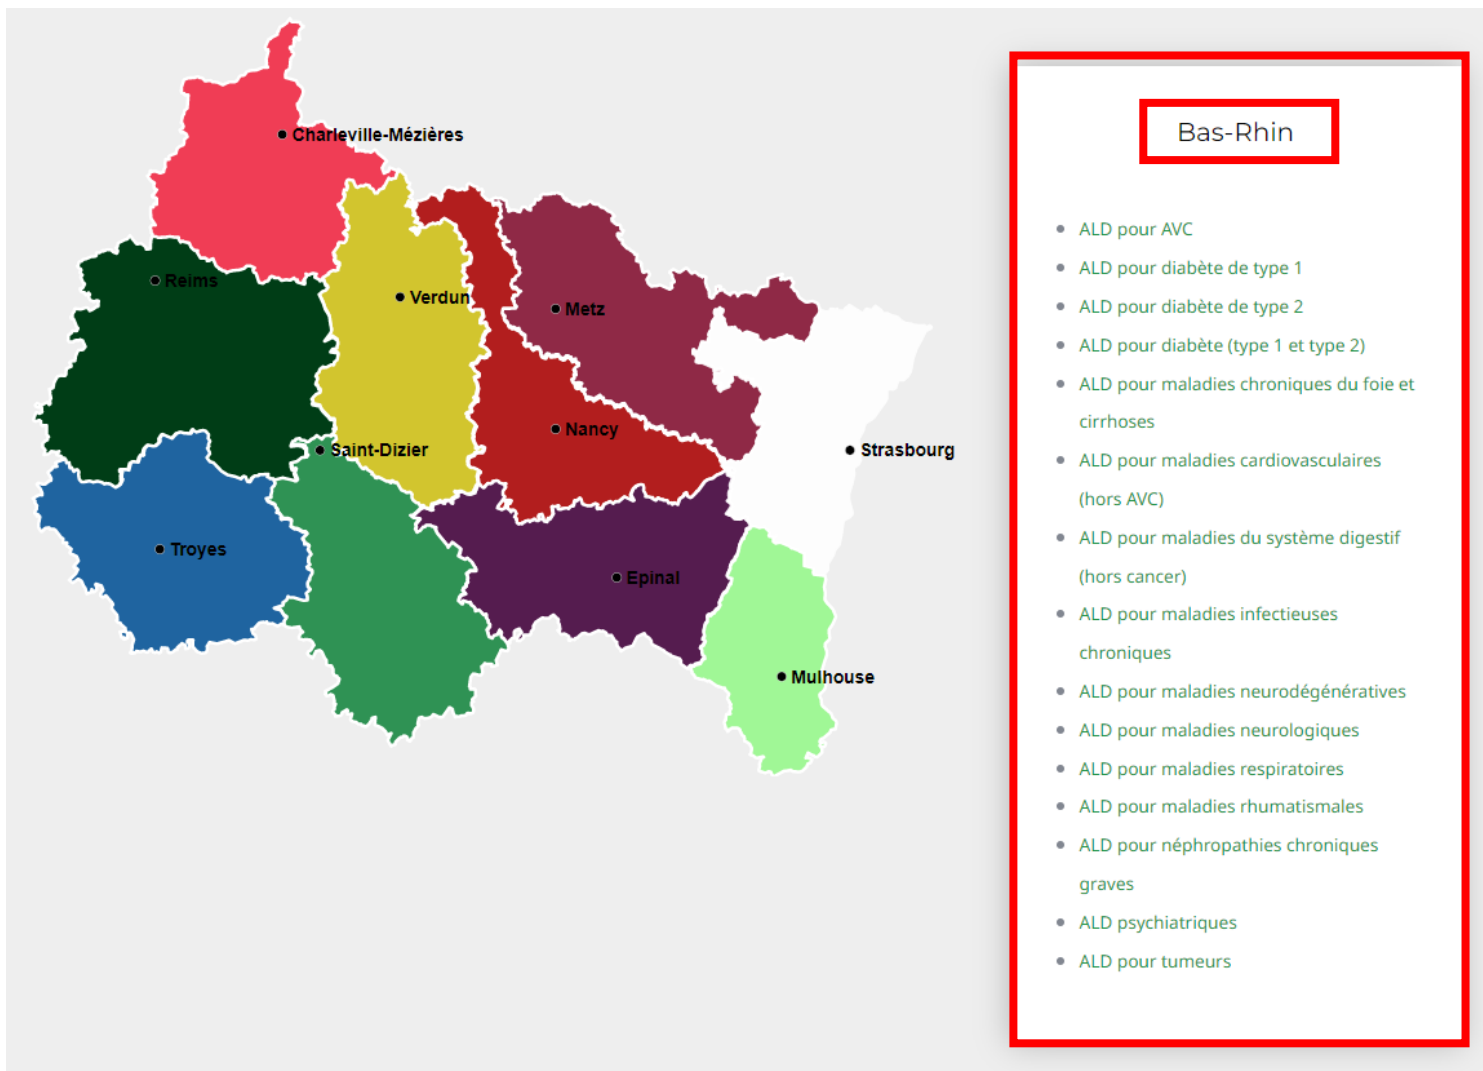 Charleville-Mézières
Reims
Verdun
Metz
Nancy
Saint-Dizier
Strasbourg
Troyes
Epinal
Mulhouse
Bas-Rhin
ALD pour AVC
ALD pour diabète de type 1
ALD pour diabète de type 2
ALD pour diabète (type 1 et type 2)
ALD pour maladies chroniques du foie et
cirrhoses
ALD pour maladies cardiovasculaires
(hors AVC)
ALD pour maladies du système digestif
(hors cancer)
ALD pour maladies infectieuses
chroniques
ALD pour maladies neurodégénératives
ALD pour maladies neurologiques
ALD pour maladies respiratoires
ALD pour maladies rhumatismales
ALD pour néphropathies chroniques
graves
ALD psychiatriques
ALD pour tumeurs